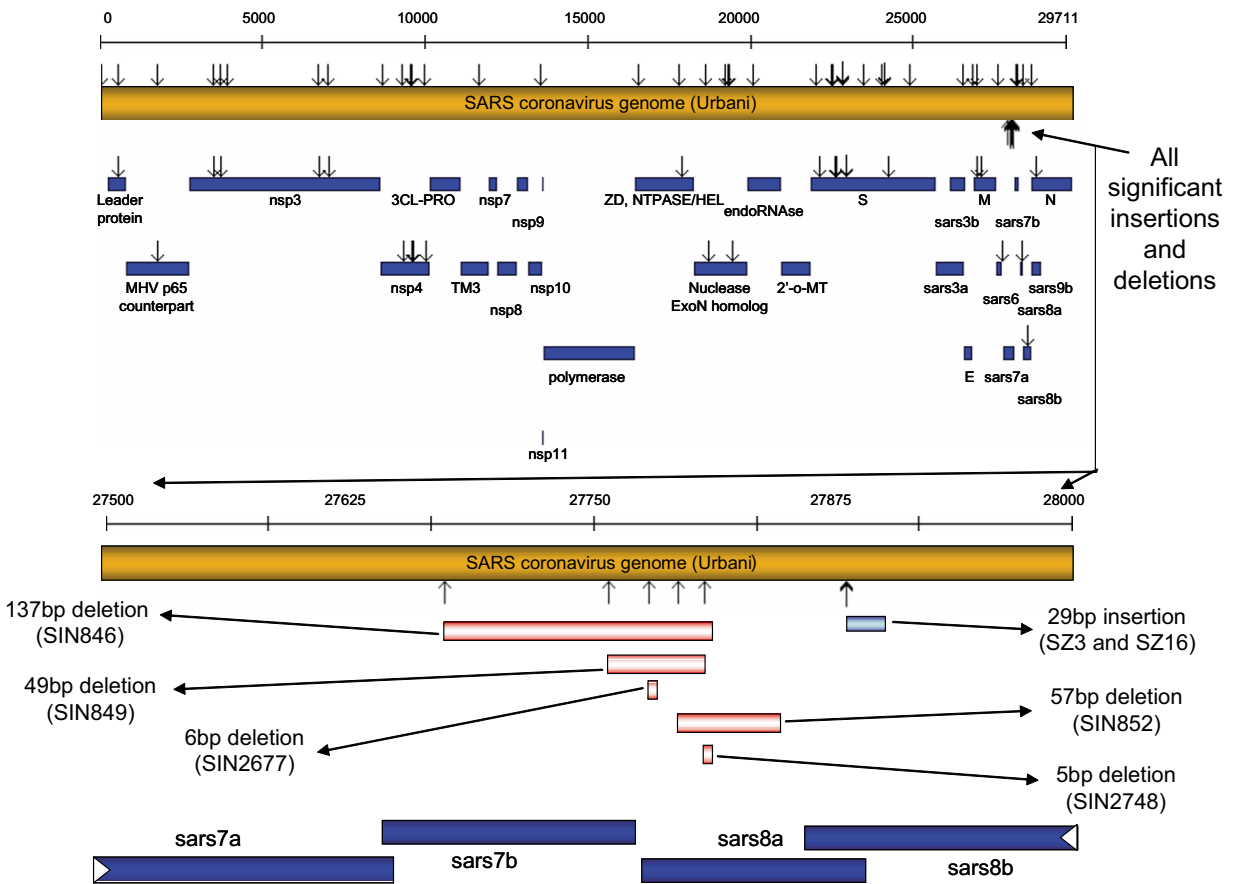 0 5000 10000 15000 20000 25000 29711
SARS coronavirus genome (Urbani)
All
significant
insertions
and
deletions
Leader
protein
nsp3
3CL-PRO
nsp7
nsp9
ZD, NTPASE/HEL
endoRNAse
S
sars3b
M
sars7b
N
MHV p65
counterpart
nsp4
TM3
nsp8
nsp10
Nuclease
ExoN homolog
2'-o-MT
sars3a
sars6
sars8a
sars9b
polymerase
E
sars7a
sars8b
nsp11
27500 27625 27750 27875 28000
SARS coronavirus genome (Urbani)
137bp deletion
(SIN846)
29bp insertion
(SZ3 and SZ16)
49bp deletion
(SIN849)
57bp deletion
(SIN852)
6bp deletion
(SIN2677)
5bp deletion
(SIN2748)
sars7a
sars7b
sars8a
sars8b